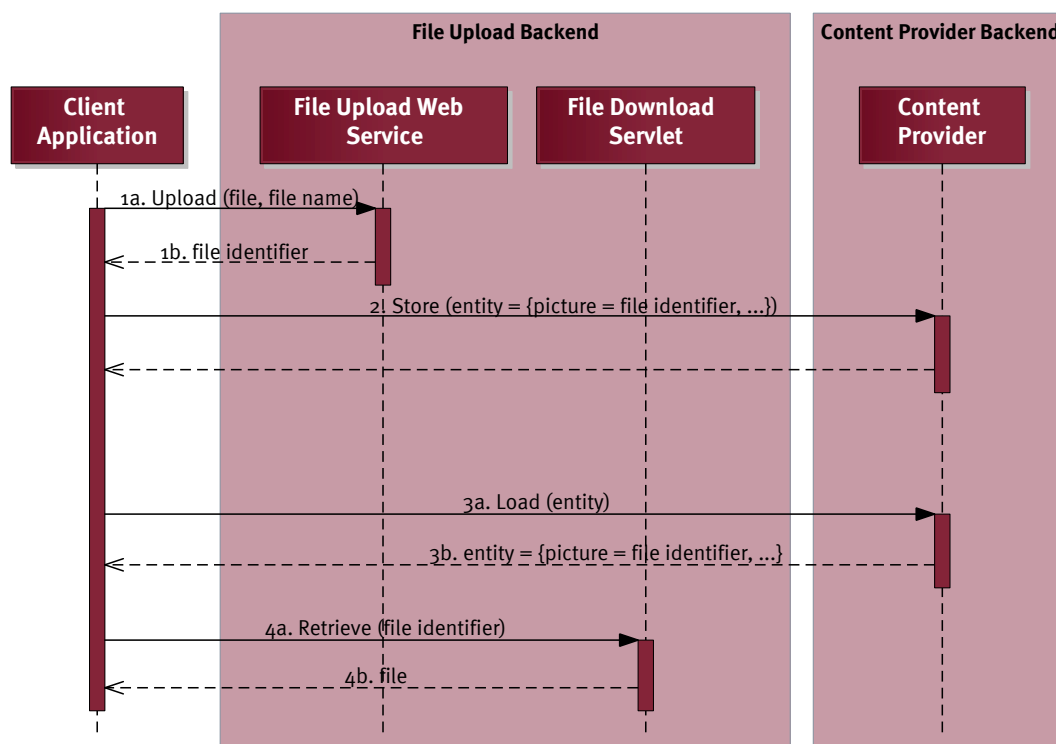 File Upload Backend
Content Provider Backend
Client
Application
File Upload Web
Service
File Download
Servlet
Content
Provider
1a. Upload (file, file name)
1b. file identifier
2. Store (entity = {picture = file identifier, ...})
3a. Load (entity)
3b. entity = {picture = file identifier, ...}
4a. Retrieve (file identifier)
4b. file